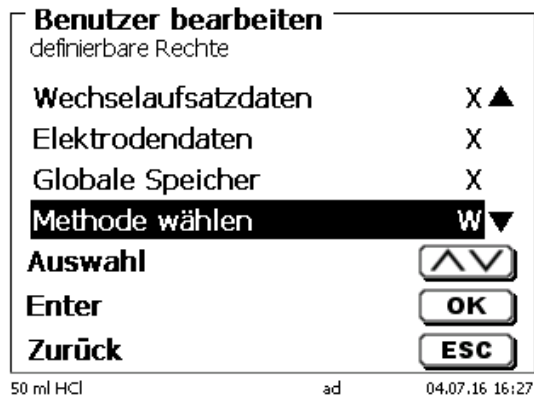 Benutzer bearbeiten
definierbare Rechte
Wechselaufsatzdaten X
Elektrodendaten X
Globale Speicher X
Methode wählen W
Auswahl
Enter OK
Zurück ESC
50 ml HCl ad 04.07.16 16:27